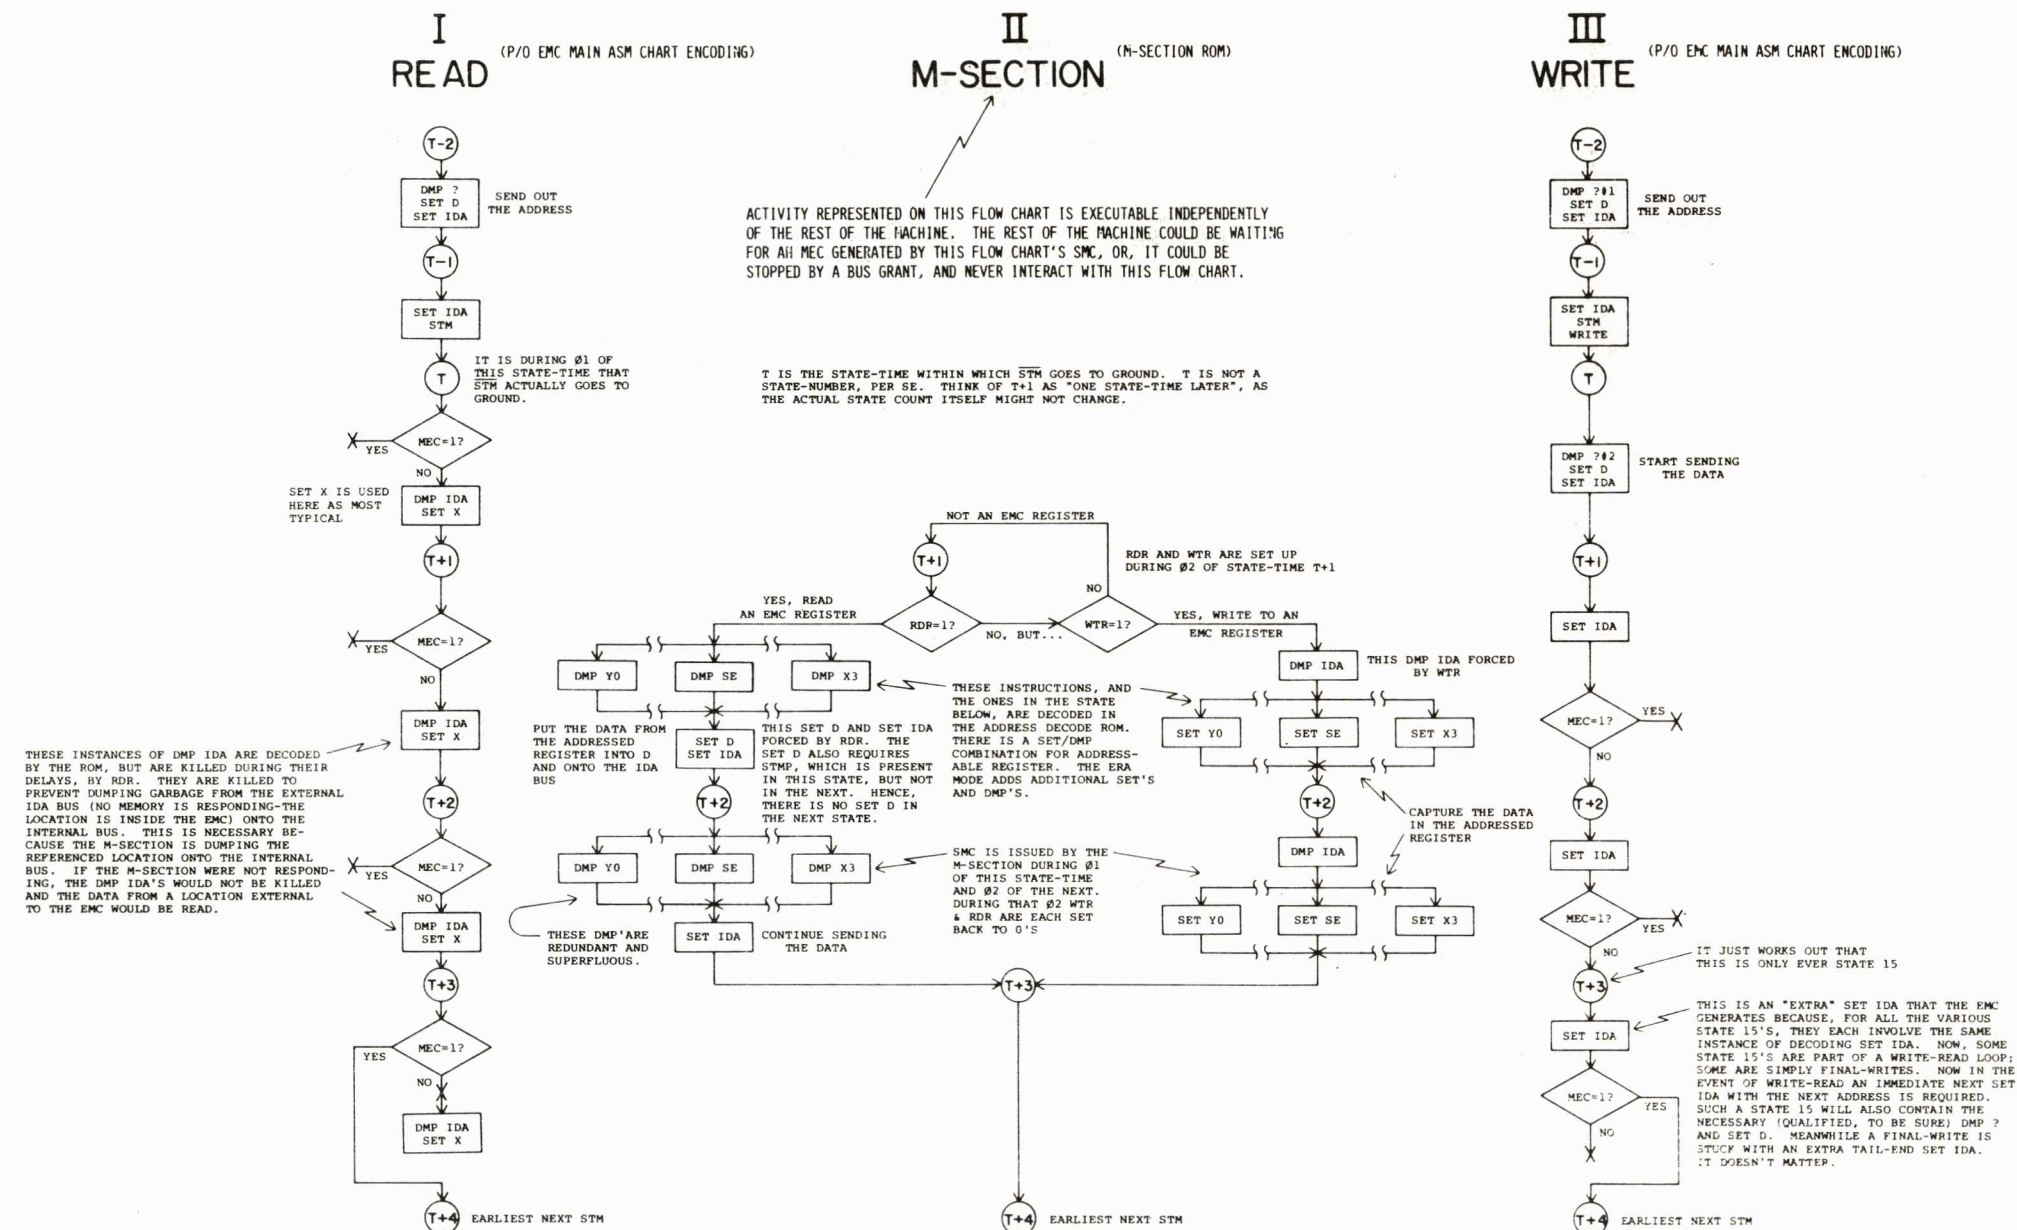 I
READ
(P/O EMC MAIN ASM CHART ENCODING)
T-2
DMP ?
SET D
SET IDA
SEND OUT
THE ADDRESS
T-1
SET IDA
STM
T
IT IS DURING Ø1 OF
THIS STATE-TIME THAT
STM ACTUALLY GOES TO
GROUND.
MEC=1?
YES
NO
SET X IS USED
HERE AS MOST
TYPICAL
DMP IDA
SET X
T+1
MEC=1?
YES
NO
DMP IDA
SET X
THESE INSTANCES OF DMP IDA ARE DECODED
BY THE ROM, BUT ARE KILLED DURING THEIR
DELAYS, BY RDR. THEY ARE KILLED TO
PREVENT DUMPING GARBAGE FROM THE EXTERNAL
IDA BUS (NO MEMORY IS RESPONDING-THE
LOCATION IS INSIDE THE EMC) ONTO THE
INTERNAL BUS. THIS IS NECESSARY BE-
CAUSE THE M-SECTION IS DUMPING THE
REFERENCED LOCATION ONTO THE INTERNAL
BUS. IF THE M-SECTION WERE NOT RESPOND-
ING, THE DMP IDA'S WOULD NOT BE KILLED
AND THE DATA FROM A LOCATION EXTERNAL
TO THE EMC WOULD BE READ.
T+2
MEC=1?
YES
NO
DMP IDA
SET X
T+3
MEC=1?
YES
NO
DMP IDA
SET X
T+4
EARLIEST NEXT STM
II
M-SECTION
(M-SECTION ROM)
ACTIVITY REPRESENTED ON THIS FLOW CHART IS EXECUTABLE INDEPENDENTLY
OF THE REST OF THE MACHINE. THE REST OF THE MACHINE COULD BE WAITING
FOR AN MEC GENERATED BY THIS FLOW CHART'S SMC, OR, IT COULD BE
STOPPED BY A BUS GRANT, AND NEVER INTERACT WITH THIS FLOW CHART.
T IS THE STATE-TIME WITHIN WHICH STM GOES TO GROUND. T IS NOT A
STATE-NUMBER, PER SE. THINK OF T+1 AS "ONE STATE-TIME LATER", AS
THE ACTUAL STATE COUNT ITSELF MIGHT NOT CHANGE.
NOT AN EMC REGISTER
T+1
RDR AND WTR ARE SET UP
DURING Ø2 OF STATE-TIME T+1
NO
YES, READ
AN EMC REGISTER
RDR=1?
NO, BUT...
WTR=1?
YES, WRITE TO AN
EMC REGISTER
DMP Y0
DMP SE
DMP X3
DMP IDA
THIS DMP IDA FORCED
BY WTR
THESE INSTRUCTIONS, AND
THE ONES IN THE STATE
BELOW, ARE DECODED IN
THE ADDRESS DECODE ROM.
THERE IS A SET/DMP
COMBINATION FOR ADDRESS-
ABLE REGISTER. THE ERA
MODE ADDS ADDITIONAL SET'S
AND DMP'S.
SET Y0
SET SE
SET X3
PUT THE DATA FROM
THE ADDRESSED
REGISTER INTO D
AND ONTO THE IDA
BUS
SET D
SET IDA
THIS SET D AND SET IDA
FORCED BY RDR. THE
SET D ALSO REQUIRES
STMP, WHICH IS PRESENT
IN THIS STATE, BUT NOT
IN THE NEXT. HENCE,
THERE IS NO SET D IN
THE NEXT STATE.
T+2
T+2
CAPTURE THE DATA
IN THE ADDRESSED
REGISTER
DMP IDA
DMP Y0
DMP SE
DMP X3
SMC IS ISSUED BY THE
M-SECTION DURING Ø1
OF THIS STATE-TIME
AND Ø2 OF THE NEXT.
DURING THAT Ø2 WTR
& RDR ARE EACH SET
BACK TO 0'S
SET Y0
SET SE
SET X3
THESE DMP'ARE
REDUNDANT AND
SUPERFLUOUS.
SET IDA
CONTINUE SENDING
THE DATA
T+3
T+4
EARLIEST NEXT STM
III
WRITE
(P/O EMC MAIN ASM CHART ENCODING)
T-2
DMP ?#1
SET D
SET IDA
SEND OUT
THE ADDRESS
T-1
SET IDA
STM
WRITE
T
DMP ?#2
SET D
SET IDA
START SENDING
THE DATA
T+1
SET IDA
MEC=1?
YES
NO
T+2
SET IDA
MEC=1?
YES
NO
IT JUST WORKS OUT THAT
THIS IS ONLY EVER STATE 15
T+3
SET IDA
THIS IS AN "EXTRA" SET IDA THAT THE EMC
GENERATES BECAUSE, FOR ALL THE VARIOUS
STATE 15'S, THEY EACH INVOLVE THE SAME
INSTANCE OF DECODING SET IDA. NOW, SOME
STATE 15'S ARE PART OF A WRITE-READ LOOP;
SOME ARE SIMPLY FINAL-WRITES. NOW IN THE
EVENT OF WRITE-READ AN IMMEDIATE NEXT SET
IDA WITH THE NEXT ADDRESS IS REQUIRED.
SUCH A STATE 15 WILL ALSO CONTAIN THE
NECESSARY (QUALIFIED, TO BE SURE) DMP ?
AND SET D. MEANWHILE A FINAL-WRITE IS
STUCK WITH AN EXTRA TAIL-END SET IDA.
IT DOESN'T MATTER.
MEC=1?
YES
NO
T+4
EARLIEST NEXT STM